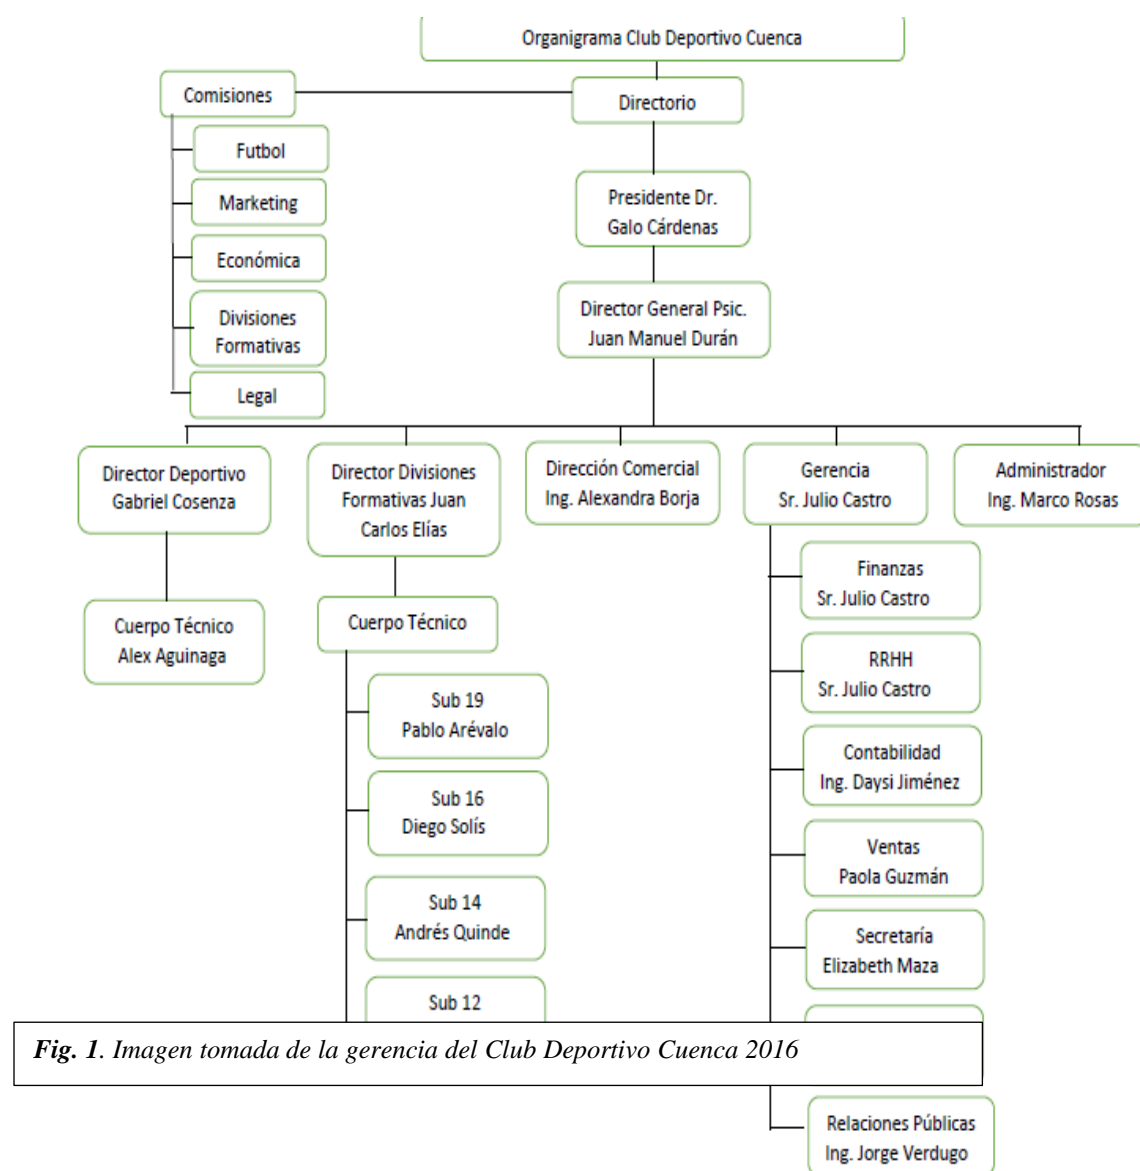 Organigrama Club Deportivo Cuenca
Comisiones
Directorio
Futbol
Marketing
Económica
Divisiones
Formativas
Legal
Presidente Dr.
Galo Cárdenas
Director General Psic.
Juan Manuel Durán
Director Deportivo
Gabriel Cosenza
Director Divisiones
Formativas Juan
Carlos Elías
Dirección Comercial
Ing. Alexandra Borja
Gerencia
Sr. Julio Castro
Administrador
Ing. Marco Rosas
Cuerpo Técnico
Alex Aguinaga
Cuerpo Técnico
Sub 19
Pablo Arévalo
Sub 16
Diego Solís
Sub 14
Andrés Quinde
Sub 12
Finanzas
Sr. Julio Castro
RRHH
Sr. Julio Castro
Contabilidad
Ing. Daysi Jiménez
Ventas
Paola Guzmán
Secretaría
Elizabeth Maza
Relaciones Públicas
Ing. Jorge Verdugo
Fig. 1. Imagen tomada de la gerencia del Club Deportivo Cuenca 2016